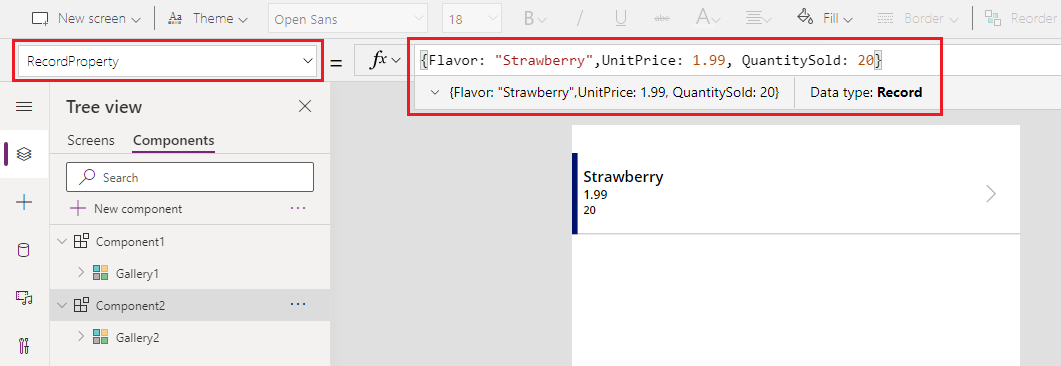 New screen Theme Open Sans 18 B abc A Fill Border Reorder
RecordProperty = fx {Flavor: "Strawberry",UnitPrice: 1.99, QuantitySold: 20}
{Flavor: "Strawberry",UnitPrice: 1.99, QuantitySold: 20} Data type: Record
Tree view
Screens Components
Search
New component
Component1
Gallery1
Component2
Gallery2
Strawberry
1.99
20